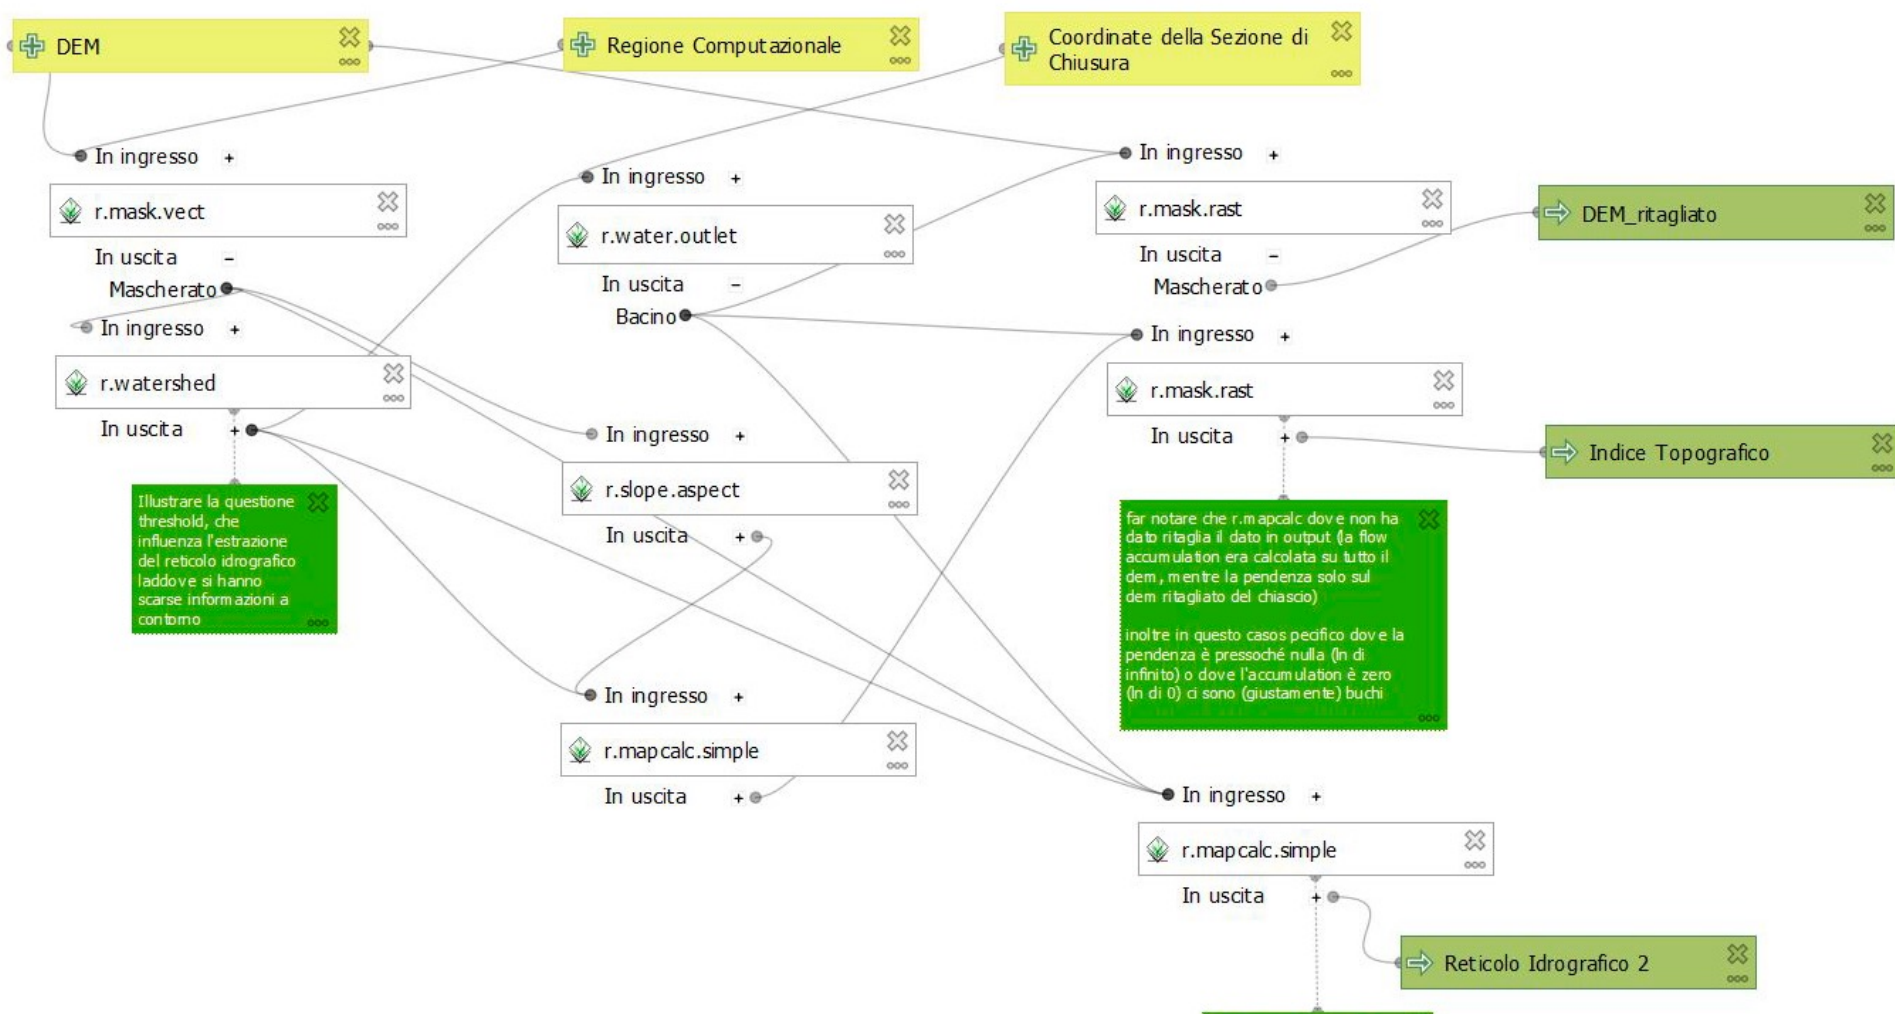 DEM
Regione Computazionale
Coordinate della Sezione di
Chiusura
In ingresso +
r.mask.vect
In uscita -
Mascherato
In ingresso +
r.watershed
In uscita +
Illustrare la questione
threshold, che
influenza l'estrazione
del reticolo idrografico
laddove si hanno
scarse informazioni a
contorno
In ingresso +
r.water.outlet
In uscita -
Bacino
In ingresso +
r.slope.aspect
In uscita +
In ingresso +
r.mapcalc.simple
In uscita +
In ingresso +
r.mask.rast
In uscita -
Mascherato
DEM_ritagliato
In ingresso +
r.mask.rast
In uscita +
Indice Topografico
far notare che r.mapcalc dove non ha
dato ritaglia il dato in output (la flow
accumulation era calcolata su tutto il
dem, mentre la pendenza solo sul
dem ritagliato del chiascio)
inoltre in questo casos pecifico dove la
pendenza è pressoché nulla (ln di
infinito) o dove l'accumulation è zero
(ln di 0) ci sono (giustamente) buchi
In ingresso +
r.mapcalc.simple
In uscita +
Reticolo Idrografico 2